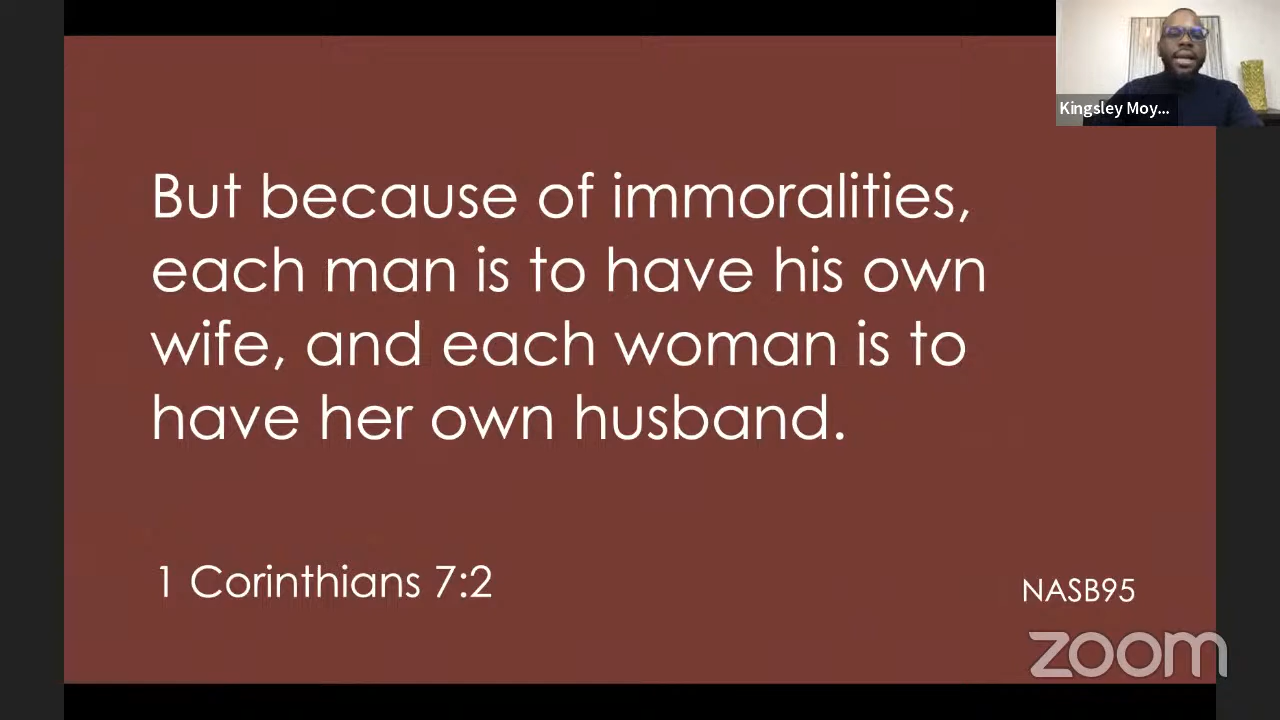 Kingsley Moy...
But because of immoralities,
each man is to have his own
wife, and each woman is to
have her own husband.
1 Corinthians 7:2
NASB95
zoom